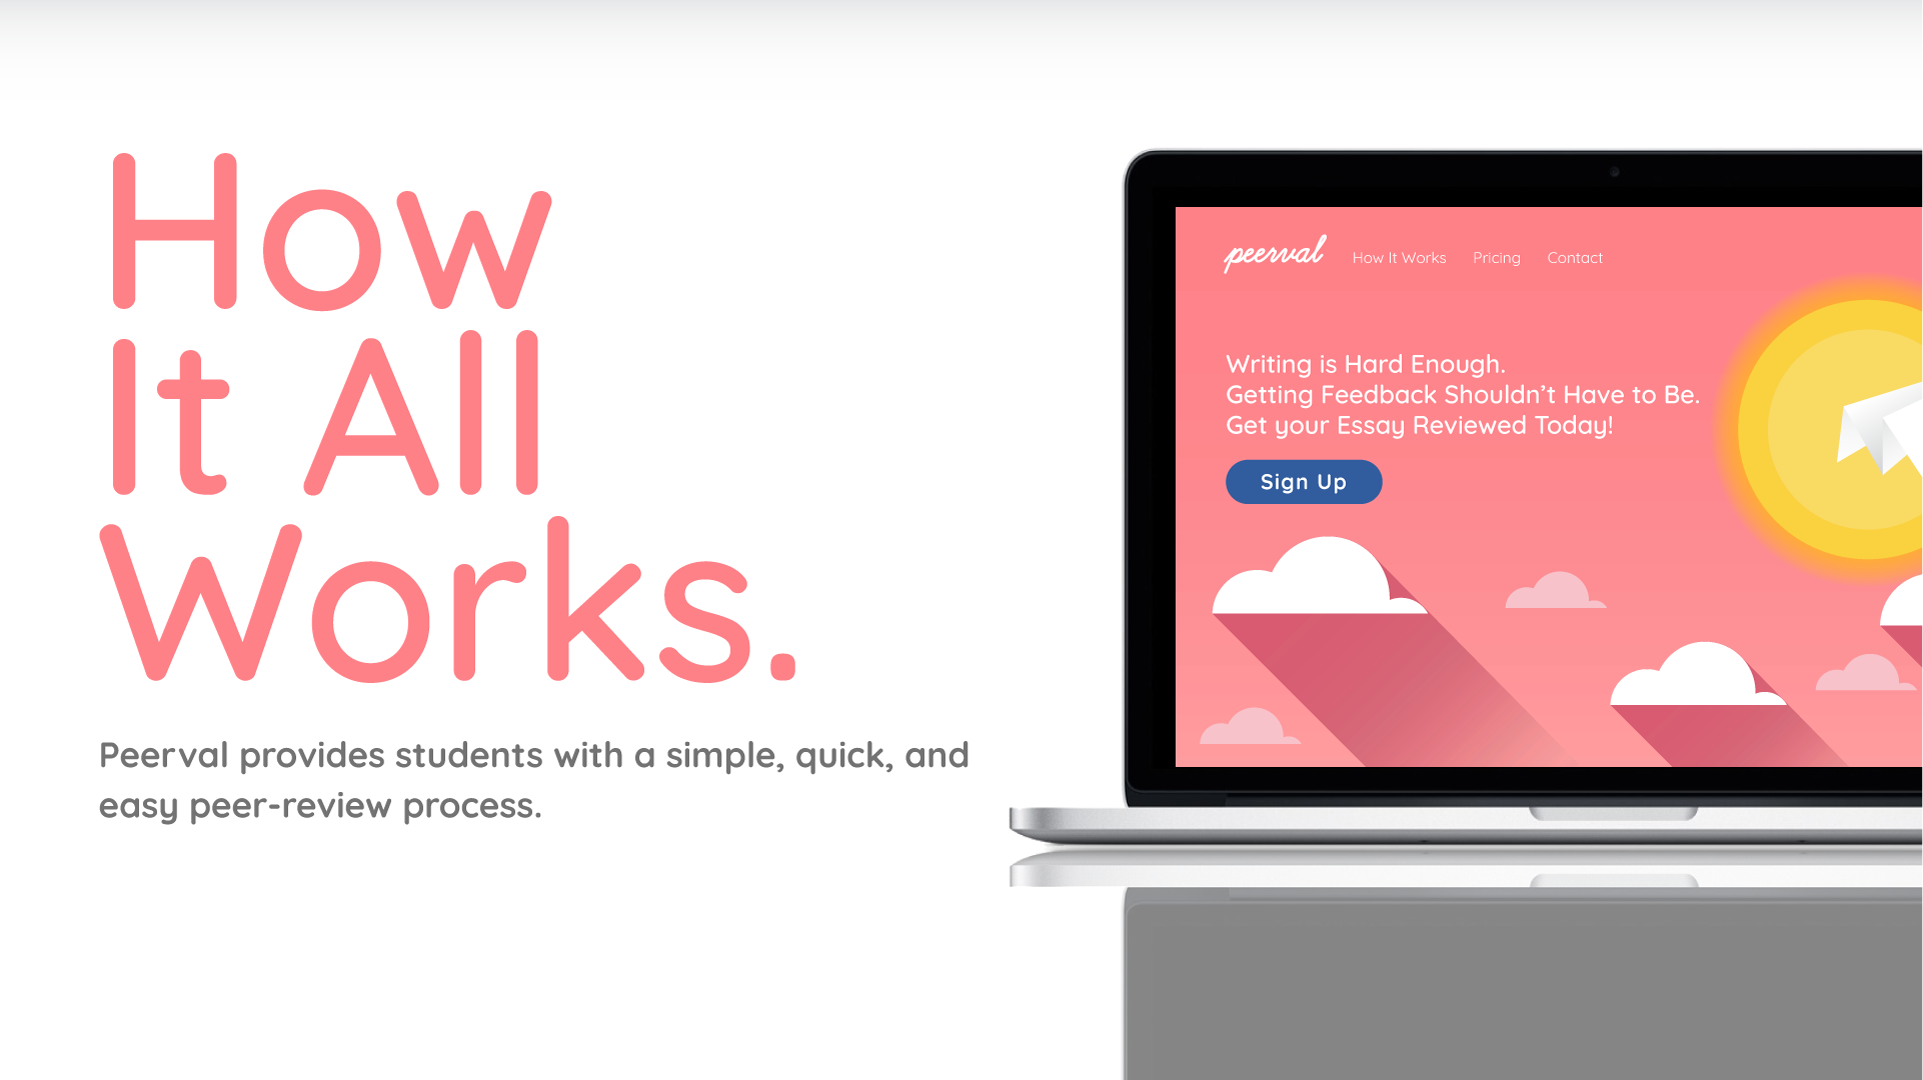 How
It All
Works.
Peerval provides students with a simple, quick, and
easy peer-review process.
peerval How It Works Pricing Contact
Writing is Hard Enough.
Getting Feedback Shouldn’t Have to Be.
Get your Essay Reviewed Today!
Sign Up